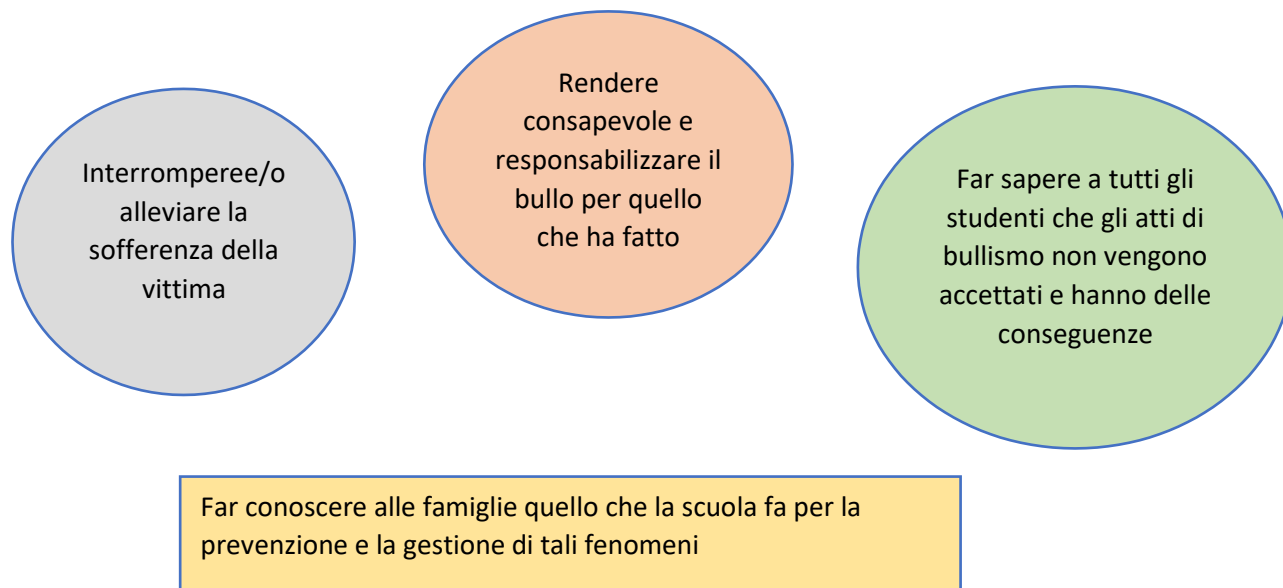 Interromperee/o
alleviare la
sofferenza della
vittima
Rendere
consapevole e
responsabilizzare il
bullo per quello
che ha fatto
Far sapere a tutti gli
studenti che gli atti di
bullismo non vengono
accettati e hanno delle
conseguenze
Far conoscere alle famiglie quello che la scuola fa per la
prevenzione e la gestione di tali fenomeni